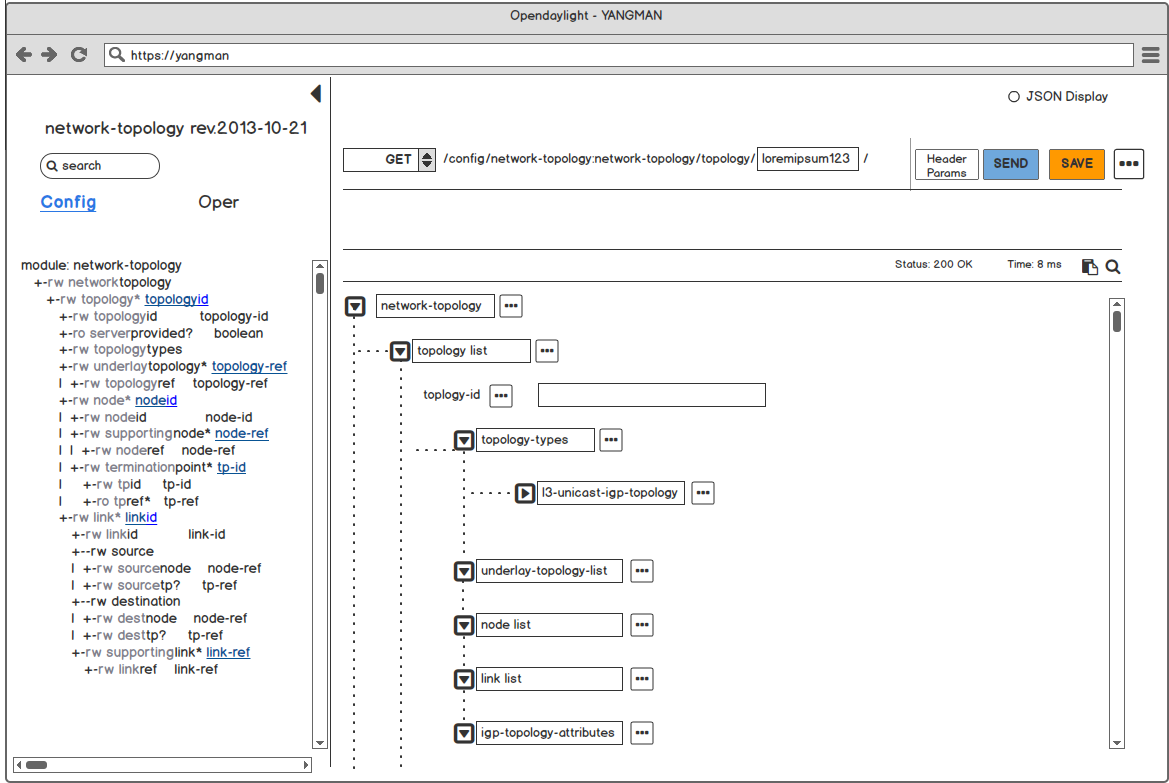 Opendaylight - YANGMAN
https://yangman
JSON Display
network-topology rev.2013-10-21
search
Config Oper
GET /config/network-topology:network-topology/topology/ loremipsum123 /
Header
Params
SEND
SAVE
•••
module: network-topology
+-rw networktopology
+-rw topology* topologyid
+-rw topologyid topology-id
+-ro serverprovided? boolean
+-rw topologytypes
+-rw underlaytopology* topology-ref
| +-rw topologyref topology-ref
+-rw node* nodeid
| +-rw nodeid node-id
| +-rw supportingnode* node-ref
| | +-rw noderef node-ref
| +-rw terminationpoint* tp-id
| +-rw tpid tp-id
| +-ro tpref* tp-ref
+-rw link* linkid
+-rw linkid link-id
+--rw source
| +-rw sourcenode node-ref
| +-rw sourcetp? tp-ref
+--rw destination
| +-rw destnode node-ref
| +-rw desttp? tp-ref
+-rw supportinglink* link-ref
+-rw linkref link-ref
Status: 200 OK Time: 8 ms
network-topology •••
topology list •••
toplogy-id •••
topology-types •••
l3-unicast-igp-topology •••
underlay-topology-list •••
node list •••
link list •••
igp-topology-attributes •••